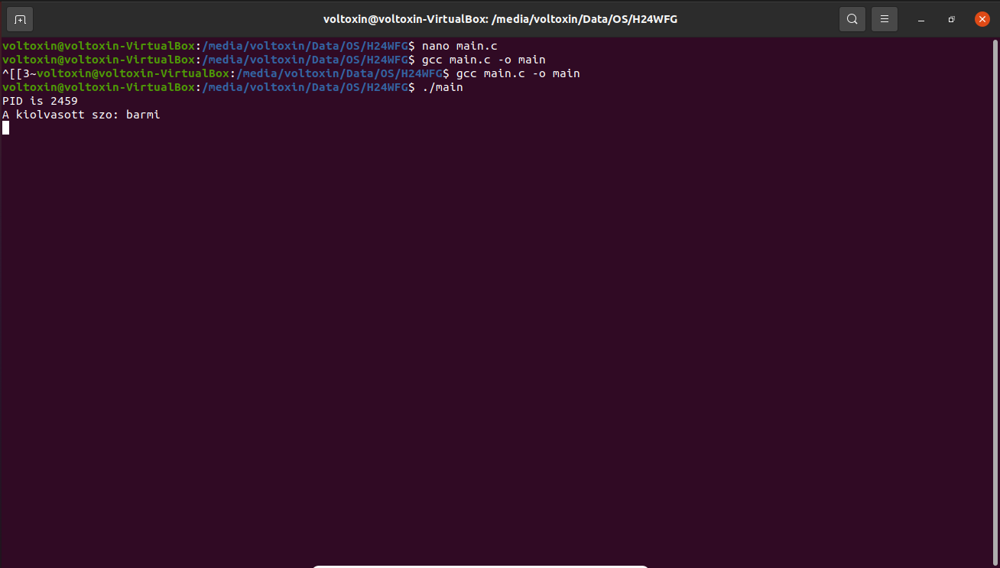 voltoxin@voltoxin-VirtualBox: /media/voltoxin/Data/OS/H24WFG
voltoxin@voltoxin-VirtualBox:/media/voltoxin/Data/OS/H24WFG$ nano main.c
voltoxin@voltoxin-VirtualBox:/media/voltoxin/Data/OS/H24WFG$ gcc main.c -o main
^[[3~voltoxin@voltoxin-VirtualBox:/media/voltoxin/Data/OS/H24WFG$ gcc main.c -o main
voltoxin@voltoxin-VirtualBox:/media/voltoxin/Data/OS/H24WFG$ ./main
PID is 2459
A kiolvasott szo: barmi